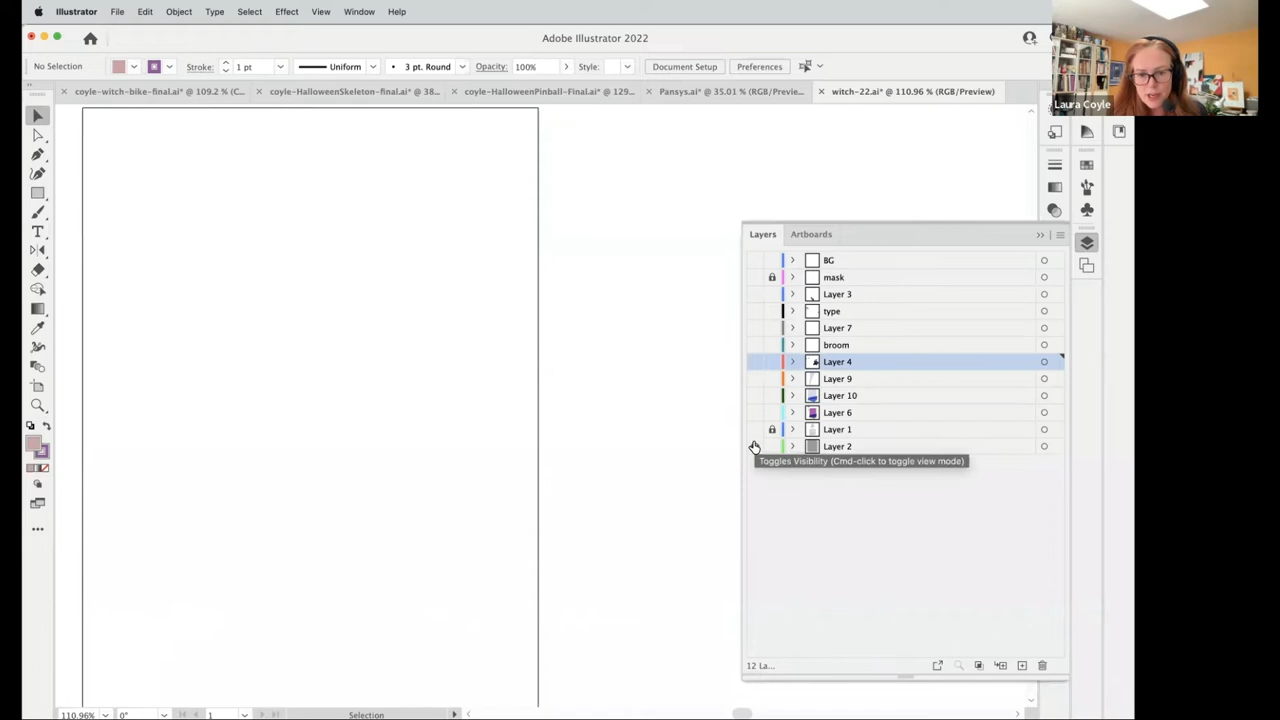 Illustrator File Edit Object Type Select Effect View Window Help
Adobe Illustrator 2022
No Selection Stroke: 1 pt Uniform 3 pt. Round Opacity: 100% Style: Document Setup Preferences
Laura Coyle
coyle-witch-bike-final.ai* @ 109.2 % (C... coyle-HalloweenSkeleton-final.ai* @ 38... coyle-HalloweenPinball-Final.ai* @ 129... Pansys.ai* @ 35.01 % (RGB/Previe... witch-22.ai* @ 110.96 % (RGB/Preview)
Layers Artboards
BG
mask
Layer 3
type
Layer 7
broom
Layer 4
Layer 9
Layer 10
Layer 6
Layer 1
Layer 2
Toggles Visibility (Cmd-click to toggle view mode)
12 La...
110.96% 0° 1 Selection